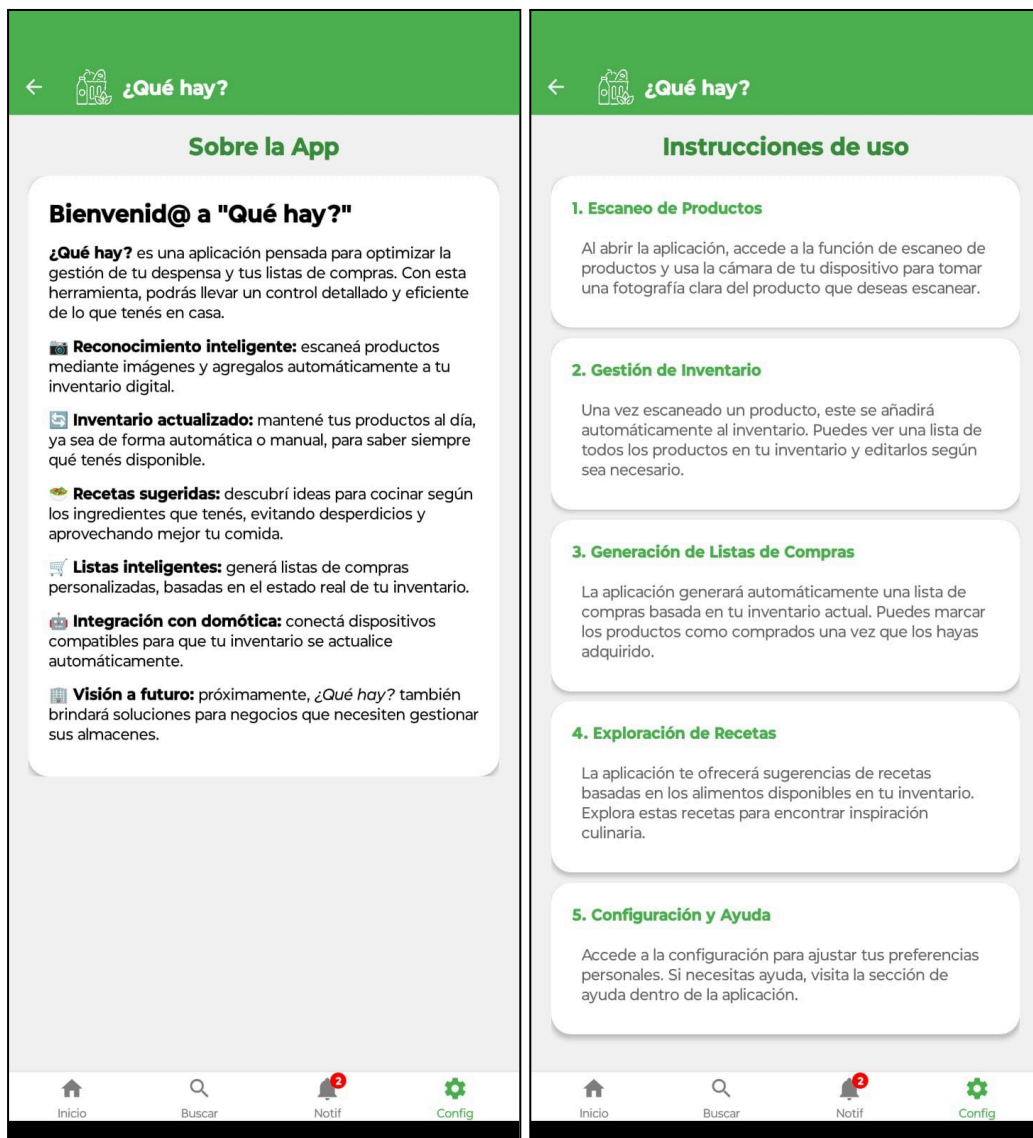 ¿Qué hay?
Sobre la App
Bienvenid@ a "Qué hay?"
¿Qué hay? es una aplicación pensada para optimizar la
gestión de tu despensa y tus listas de compras. Con esta
herramienta, podrás llevar un control detallado y eficiente
de lo que tenés en casa.
📷 Reconocimiento inteligente: escaneá productos
mediante imágenes y agregalos automáticamente a tu
inventario digital.
🔄 Inventario actualizado: mantené tus productos al día,
ya sea de forma automática o manual, para saber siempre
qué tenés disponible.
🥗 Recetas sugeridas: descubrí ideas para cocinar según
los ingredientes que tenés, evitando desperdicios y
aprovechando mejor tu comida.
🛒 Listas inteligentes: generá listas de compras
personalizadas, basadas en el estado real de tu inventario.
🤖 Integración con domótica: conectá dispositivos
compatibles para que tu inventario se actualice
automáticamente.
🏢 Visión a futuro: próximamente, ¿Qué hay? también
brindará soluciones para negocios que necesiten gestionar
sus almacenes.
2
Inicio Buscar Notif Config
¿Qué hay?
Instrucciones de uso
1. Escaneo de Productos
Al abrir la aplicación, accede a la función de escaneo de
productos y usa la cámara de tu dispositivo para tomar
una fotografía clara del producto que deseas escanear.
2. Gestión de Inventario
Una vez escaneado un producto, este se añadirá
automáticamente al inventario. Puedes ver una lista de
todos los productos en tu inventario y editarlos según
sea necesario.
3. Generación de Listas de Compras
La aplicación generará automáticamente una lista de
compras basada en tu inventario actual. Puedes marcar
los productos como comprados una vez que los hayas
adquirido.
4. Exploración de Recetas
La aplicación te ofrecerá sugerencias de recetas
basadas en los alimentos disponibles en tu inventario.
Explora estas recetas para encontrar inspiración
culinaria.
5. Configuración y Ayuda
Accede a la configuración para ajustar tus preferencias
personales. Si necesitas ayuda, visita la sección de
ayuda dentro de la aplicación.
2
Inicio Buscar Notif Config